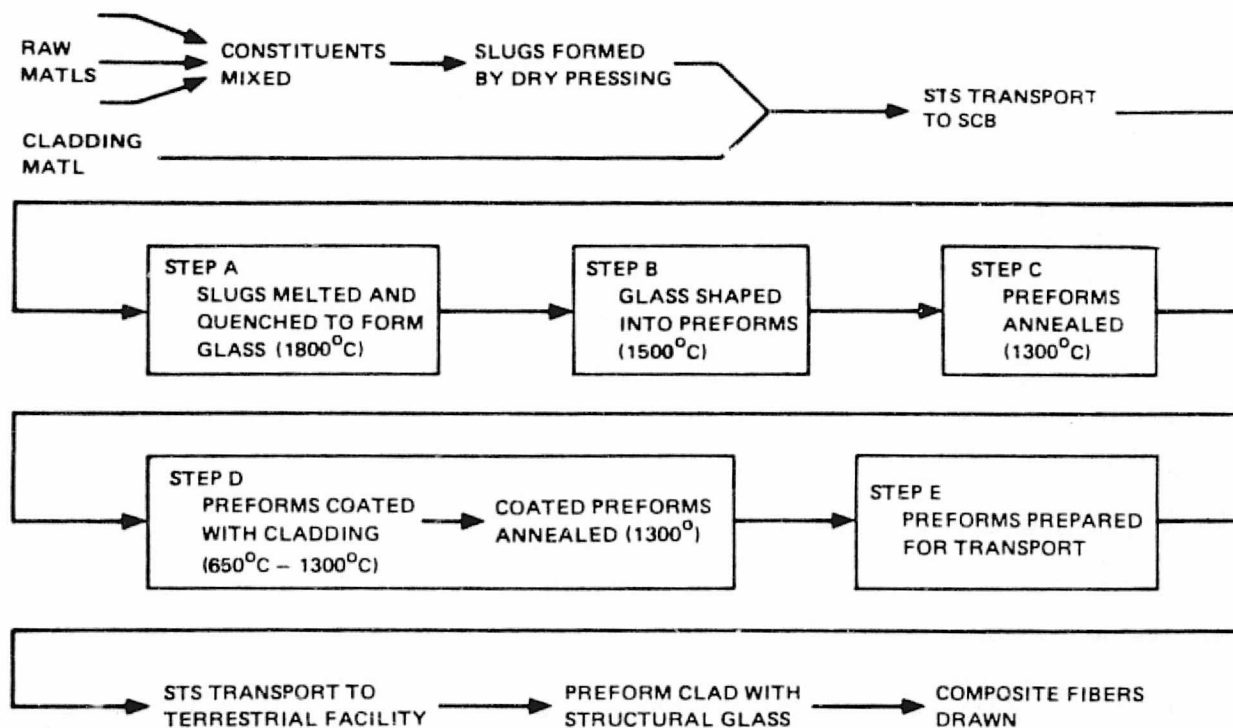 RAW
MATLS
CONSTITUENTS
MIXED
SLUGS FORMED
BY DRY PRESSING
CLADDING
MATL
STS TRANSPORT
TO SCB
STEP A
SLUGS MELTED AND
QUENCHED TO FORM
GLASS (1800°C)
STEP B
GLASS SHAPED
INTO PREFORMS
(1500°C)
STEP C
PREFORMS
ANNEALED
(1300°C)
STEP D
PREFORMS COATED
WITH CLADDING
(650°C – 1300°C)
COATED PREFORMS
ANNEALED (1300°)
STEP E
PREFORMS PREPARED
FOR TRANSPORT
STS TRANSPORT TO
TERRESTRIAL FACILITY
PREFORM CLAD WITH
STRUCTURAL GLASS
COMPOSITE FIBERS
DRAWN